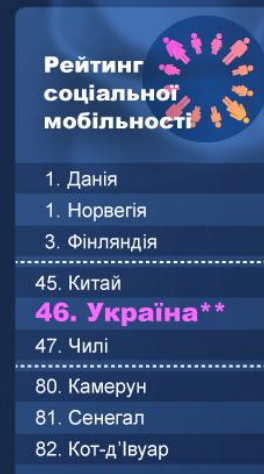 Рейтинг
соціальної
мобільності
1. Данія
1. Норвегія
3. Фінляндія
45. Китай
46. Україна**
47. Чилі
80. Камерун
81. Сенегал
82. Кот-д'Івуар